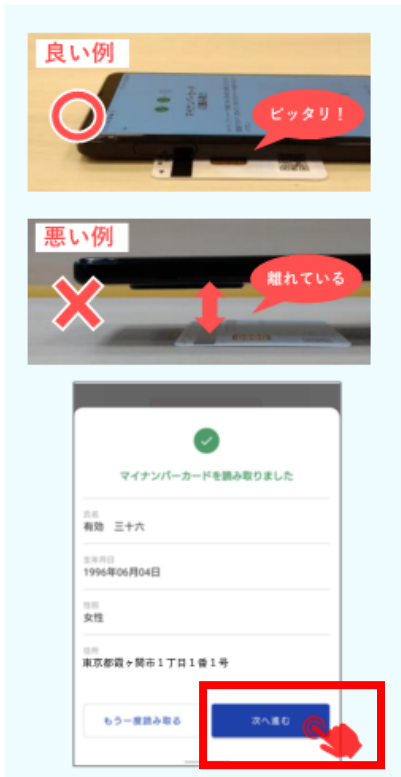 良い例
ピッタリ！
悪い例
離れている
マイナンバーカードを読み取りました
氏名
有効　三十六
生年月日
1996年06月04日
性別
女性
住所
東京都霞ヶ関市１丁目１番１号
もう一度読み取る
次へ進む